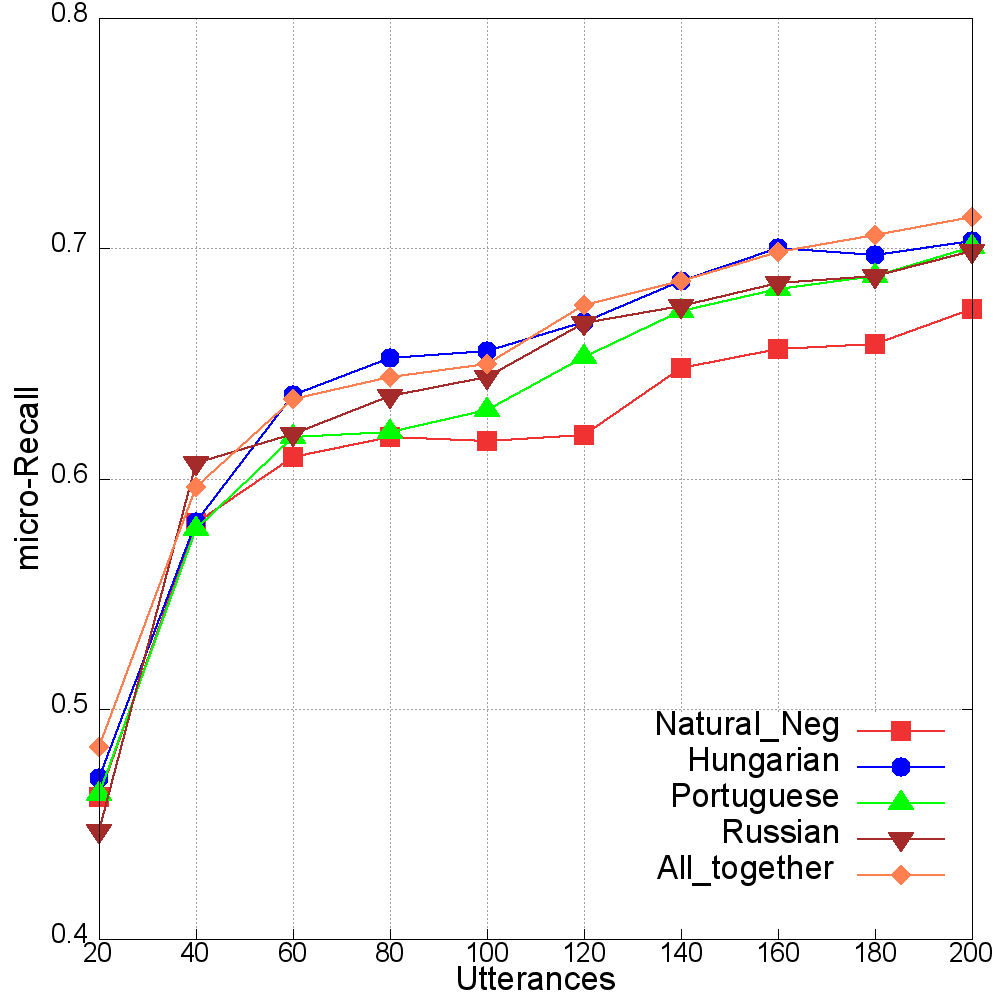 0.8
0.7
0.6
0.5
0.4
micro-Recall
Natural_Neg
Hungarian
Portuguese
Russian
All_together
20 40 60 80 100 120 140 160 180 200
Utterances